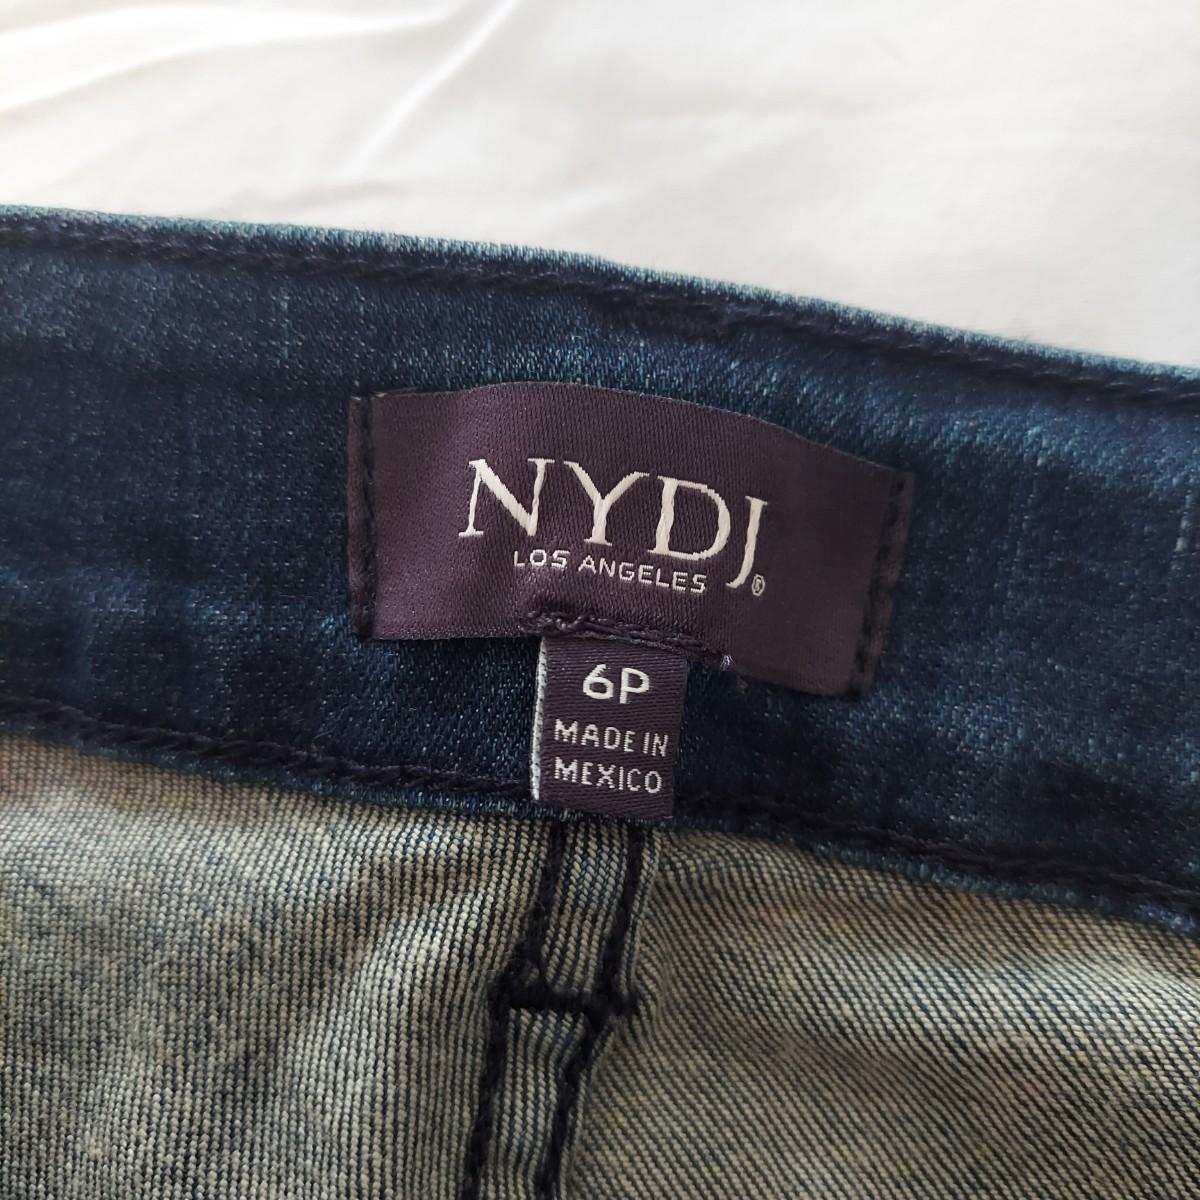 NYDJ®
LOS ANGELES
6P
MADE IN
MEXICO